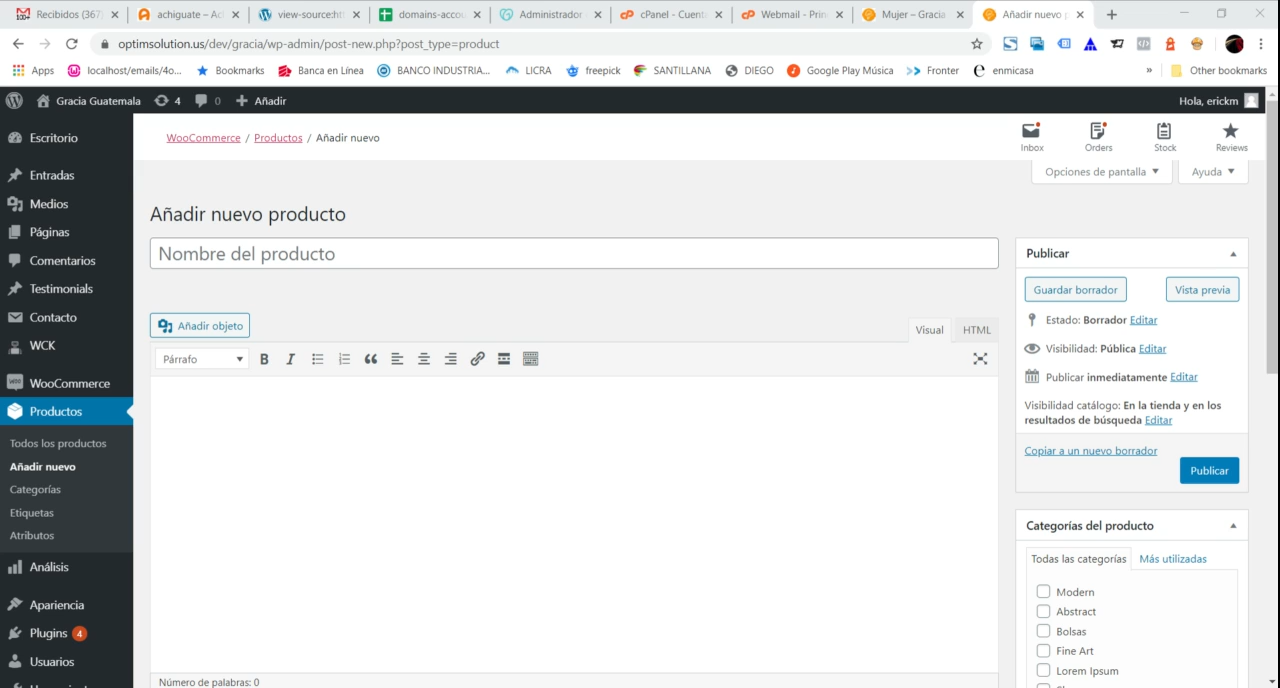 Recibidos (367)
achiguate – Ac
view-source:ht
domains-accou
Administrador
cPanel - Cuent
Webmail - Prin
Mujer – Gracia
Añadir nuevo p
optimsolution.us/dev/gracia/wp-admin/post-new.php?post_type=product
Apps
localhost/emails/4o...
Bookmarks
Banca en Línea
BANCO INDUSTRIA...
LICRA
freepick
SANTILLANA
DIEGO
Google Play Música
Fronter
enmicasa
»
Other bookmarks
Gracia Guatemala
4
0
Añadir
Hola, erickm
Escritorio
Entradas
Medios
Páginas
Comentarios
Testimonials
Contacto
WCK
WooCommerce
Productos
Todos los productos
Añadir nuevo
Categorías
Etiquetas
Atributos
Análisis
Apariencia
Plugins 4
Usuarios
WooCommerce / Productos / Añadir nuevo
Inbox
Orders
Stock
Reviews
Opciones de pantalla
Ayuda
Añadir nuevo producto
Nombre del producto
Añadir objeto
Visual
HTML
Párrafo
B I
Número de palabras: 0
Publicar
Guardar borrador
Vista previa
Estado: Borrador Editar
Visibilidad: Pública Editar
Publicar inmediatamente Editar
Visibilidad catálogo: En la tienda y en los
resultados de búsqueda Editar
Copiar a un nuevo borrador
Publicar
Categorías del producto
Todas las categorías
Más utilizadas
Modern
Abstract
Bolsas
Fine Art
Lorem Ipsum